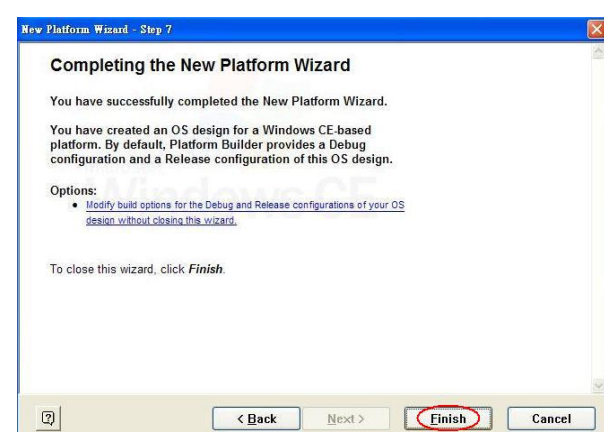 New Platform Wizard - Step 7
Completing the New Platform Wizard
You have successfully completed the New Platform Wizard.
You have created an OS design for a Windows CE-based
platform. By default, Platform Builder provides a Debug
configuration and a Release configuration of this OS design.
Options:
Modify build options for the Debug and Release configurations of your OS
design without closing this wizard.
To close this wizard, click Finish.
< Back Next > Finish Cancel